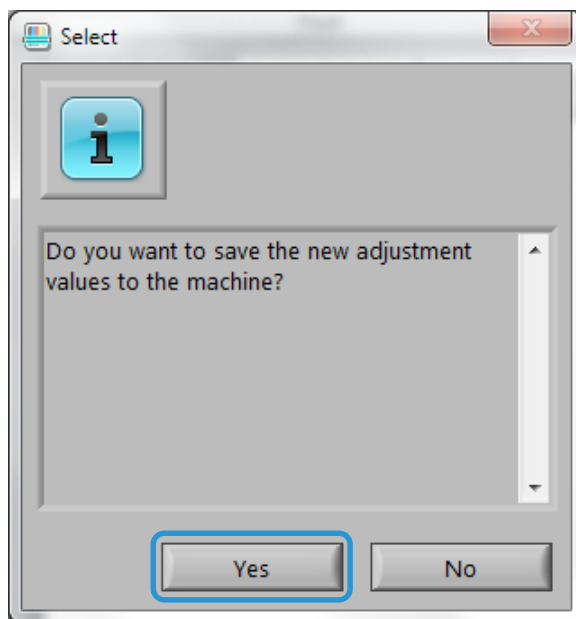 Select
Do you want to save the new adjustment
values to the machine?
Yes
No